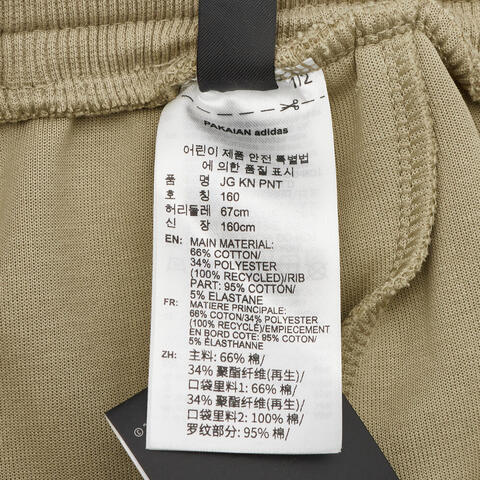 1/2
PAKAIAN adidas
어린이 제품 안전 특별법
에 의한 품질 표시
품 명 JG KN PNT
호 칭 160
허리둘레 67cm
신 장 160cm
EN: MAIN MATERIAL:
66% COTTON/
34% POLYESTER
(100% RECYCLED)/RIB
PART: 95% COTTON/
5% ELASTANE
FR: MATIERE PRINCIPALE:
66% COTON/34% POLYESTER
(100% RECYCLÉ)/EMPIECEMENT
EN BORD COTE: 95% COTON/
5% ÉLASTHANNE
ZH: 主料: 66% 棉/
34% 聚酯纤维(再生)/
口袋里料1: 66% 棉/
34% 聚酯纤维(再生)/
口袋里料2: 100% 棉/
罗纹部分: 95% 棉/